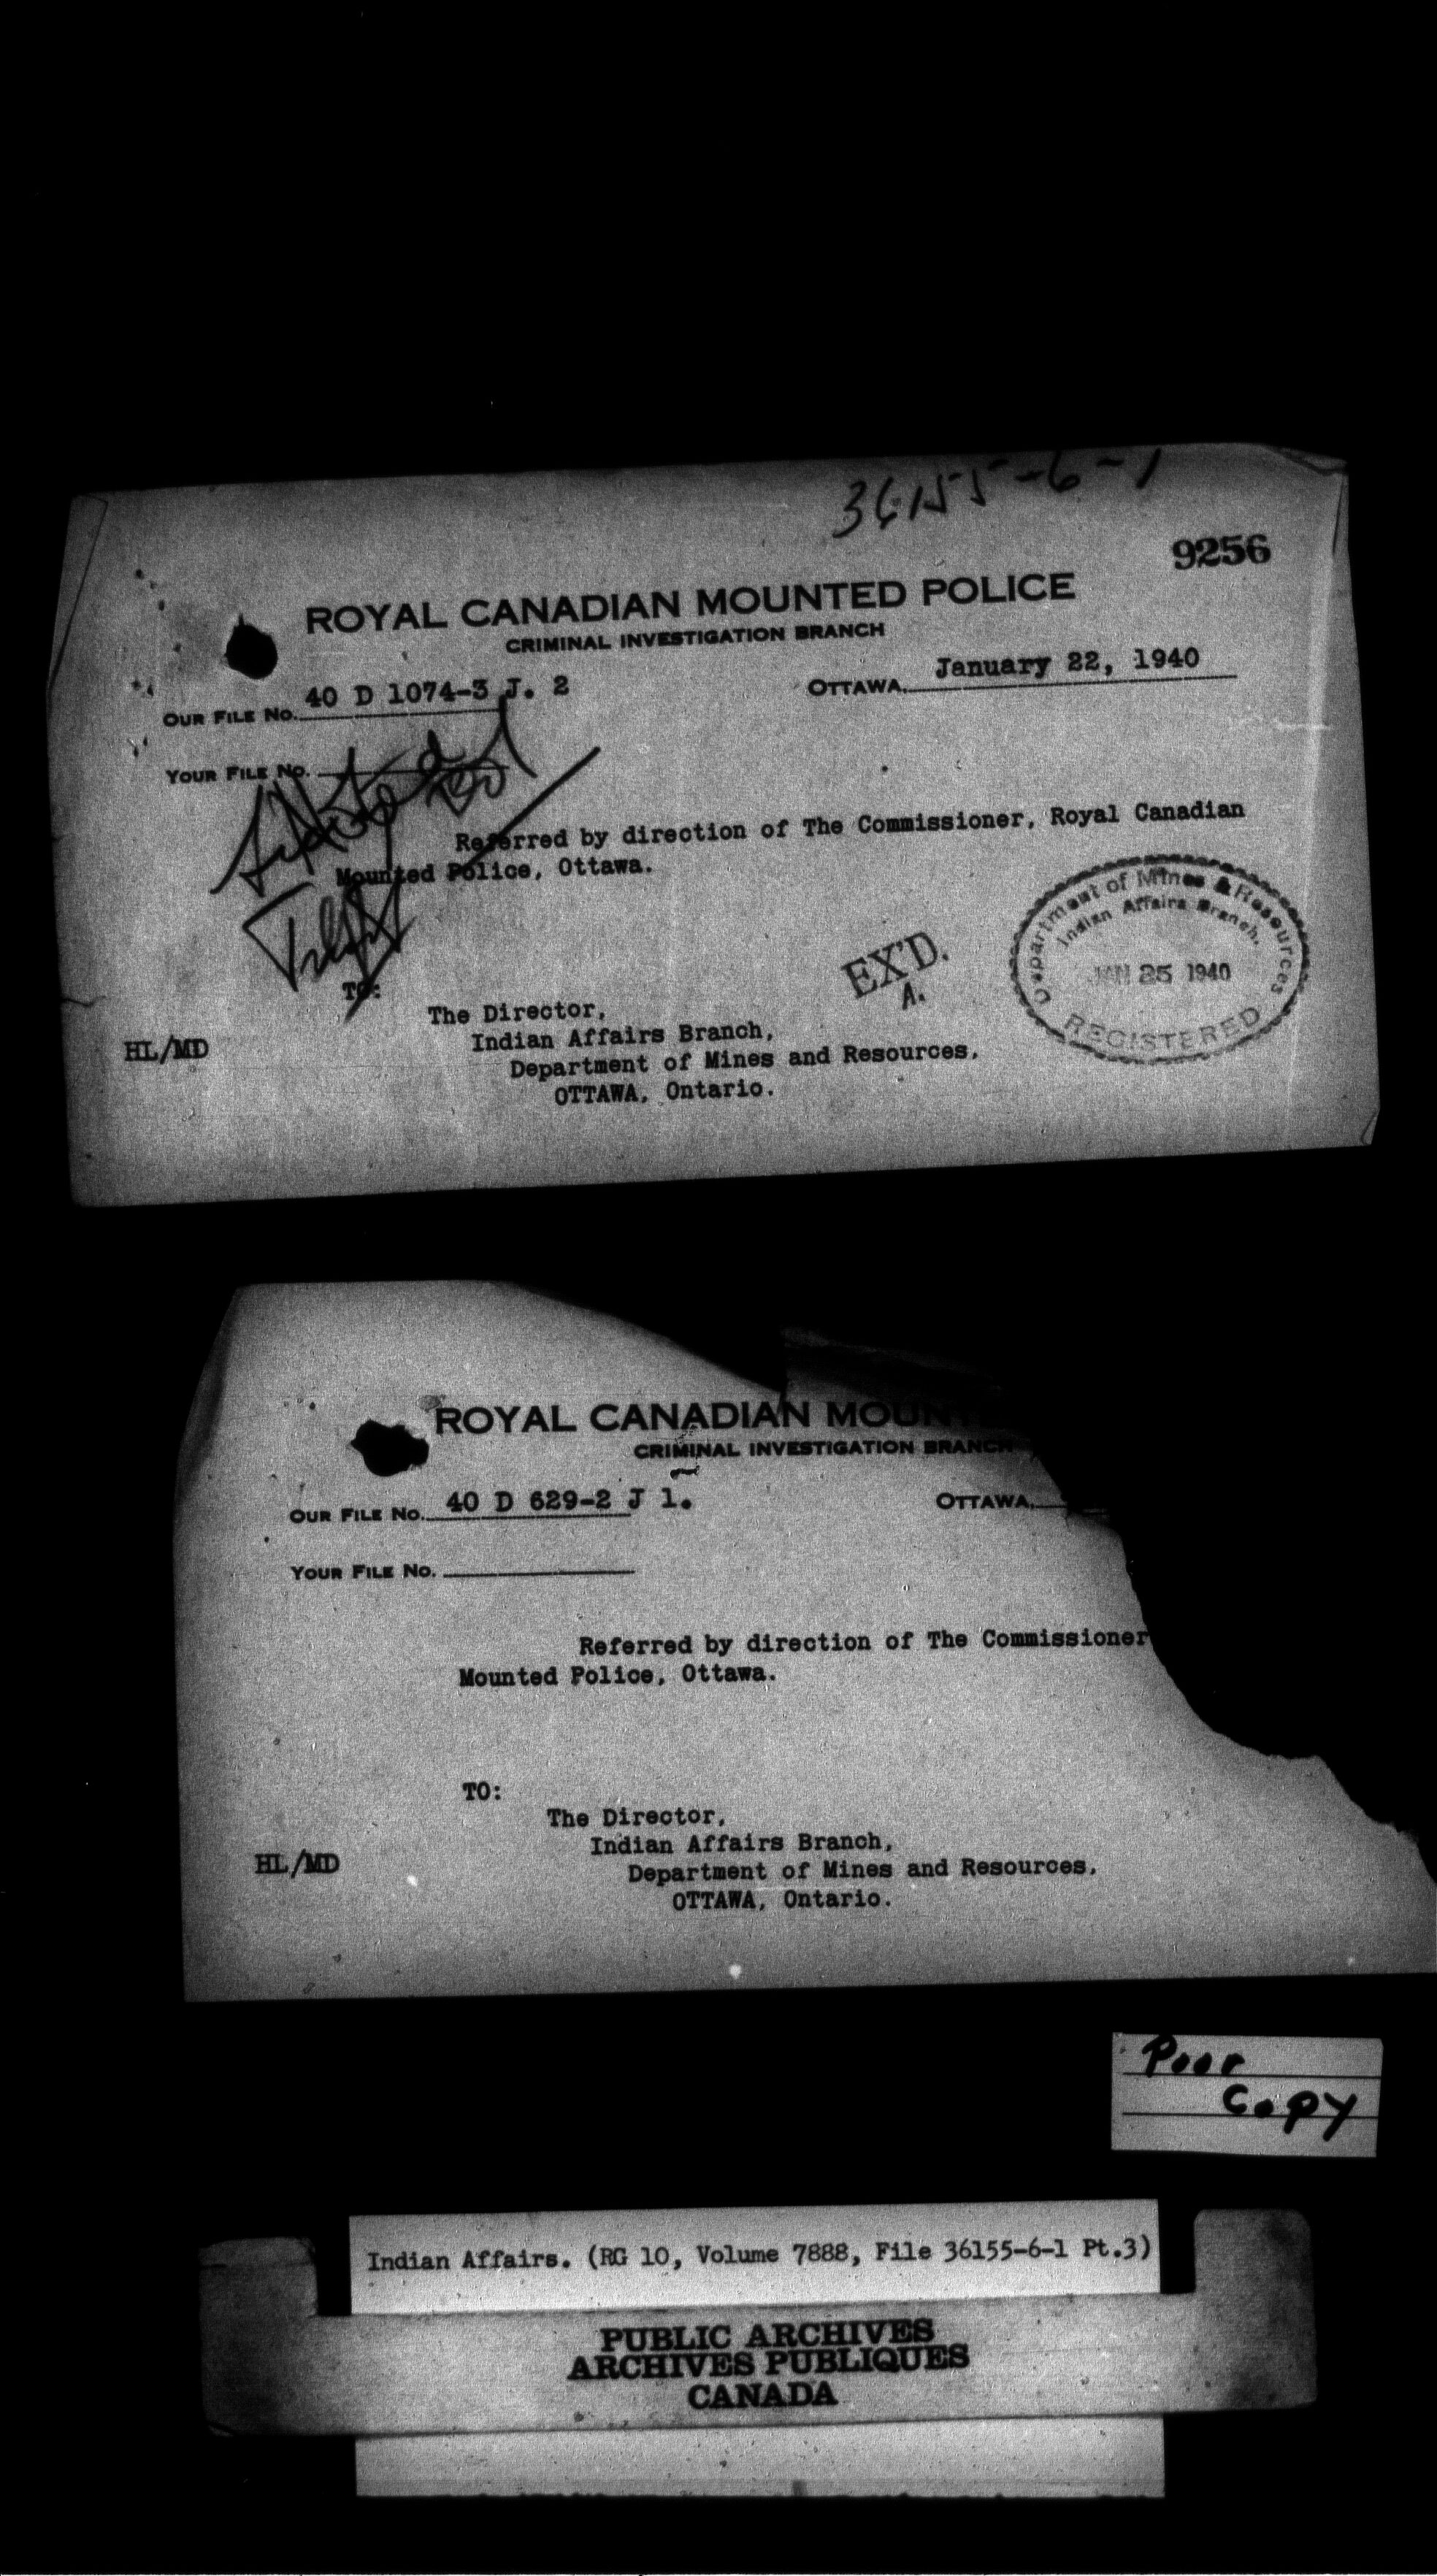 36155-6-1
9256
ROYAL CANADIAN MOUNTED POLICE
CRIMINAL INVESTIGATION BRANCH
OUR FILE NO. 40 D 1074-3 J. 2
OTTAWA, January 22, 1940
YOUR FILE NO.
Referred by direction of The Commissioner, Royal Canadian
Mounted Police, Ottawa.
Department of Mines & Resources
Indian Affairs Branch.
JAN 25 1940
REGISTERED
EX'D.
A.
TO:
The Director,
Indian Affairs Branch,
HL/MD
Department of Mines and Resources,
OTTAWA, Ontario.
ROYAL CANADIAN MOUNT
CRIMINAL INVESTIGATION BRANCH
OUR FILE NO. 40 D 629-2 J 1.
OTTAWA,
YOUR FILE NO.
Referred by direction of The Commissioner
Mounted Police, Ottawa.
TO:
The Director,
Indian Affairs Branch,
HL/MD
Department of Mines and Resources,
OTTAWA, Ontario.
Poor
Copy
Indian Affairs. (RG 10, Volume 7888, File 36155-6-1 Pt.3)
PUBLIC ARCHIVES
ARCHIVES PUBLIQUES
CANADA